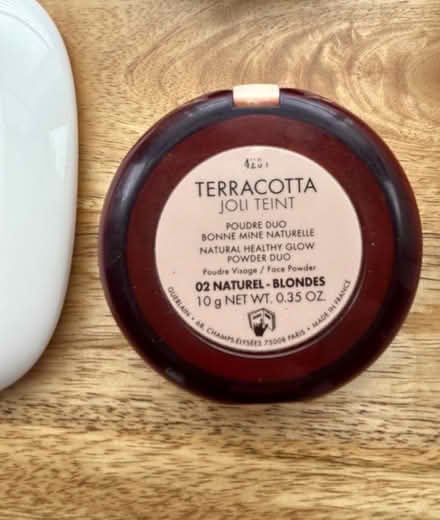 TERRACOTTA
JOLI TEINT
POUDRE DUO
BONNE MINE NATURELLE
NATURAL HEALTHY GLOW
POWDER DUO
Poudre Visage / Face Powder
02 NATUREL - BLONDES
10 g NET WT. 0.35 OZ.
GUERLAIN • 68, CHAMPS-ÉLYSÉES 75008 PARIS • MADE IN FRANCE